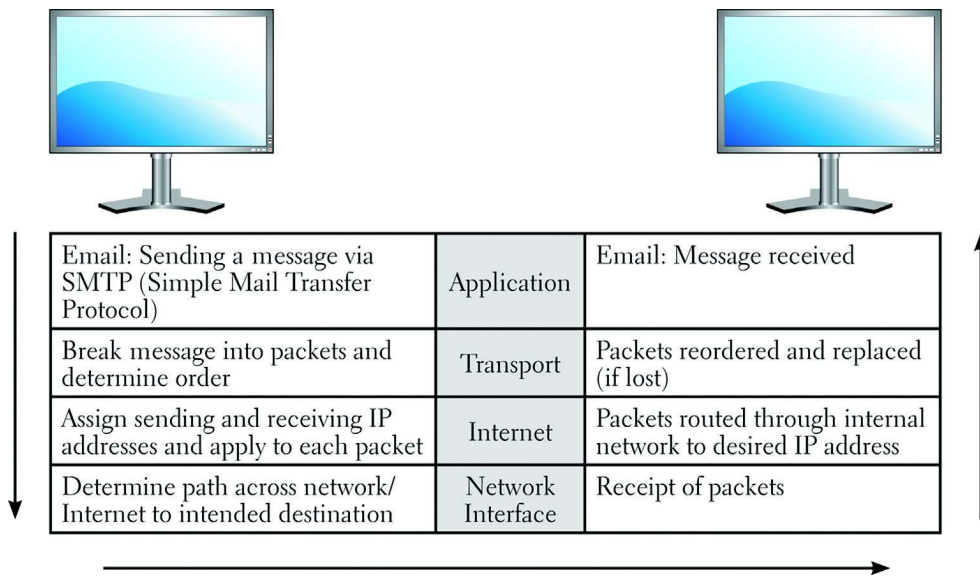 Email: Sending a message via
SMTP (Simple Mail Transfer
Protocol)
Application
Email: Message received
Break message into packets and
determine order
Transport
Packets reordered and replaced
(if lost)
Assign sending and receiving IP
addresses and apply to each packet
Internet
Packets routed through internal
network to desired IP address
Determine path across network/
Internet to intended destination
Network
Interface
Receipt of packets